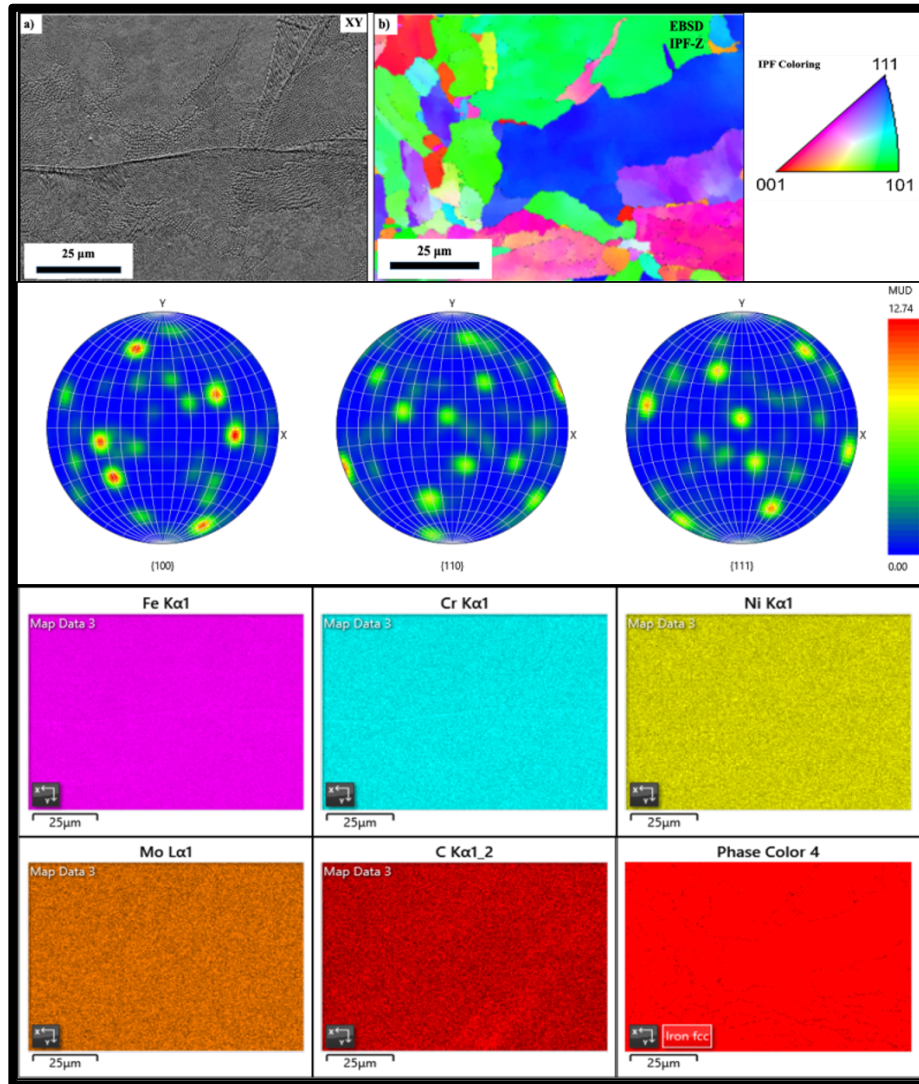 a)
XY
25 µm
b)
EBSD
IPF-Z
25 µm
IPF Coloring
111
001
101
Y
X
{100}
Y
X
{110}
Y
X
{111}
MUD
12.74
0.00
Fe Kα1
Map Data 3
X
Y
25µm
Cr Kα1
Map Data 3
X
Y
25µm
Ni Kα1
Map Data 3
X
Y
25µm
Mo Lα1
Map Data 3
X
Y
25µm
C Kα1_2
Map Data 3
X
Y
25µm
Phase Color 4
X
Y
Iron fcc
25µm